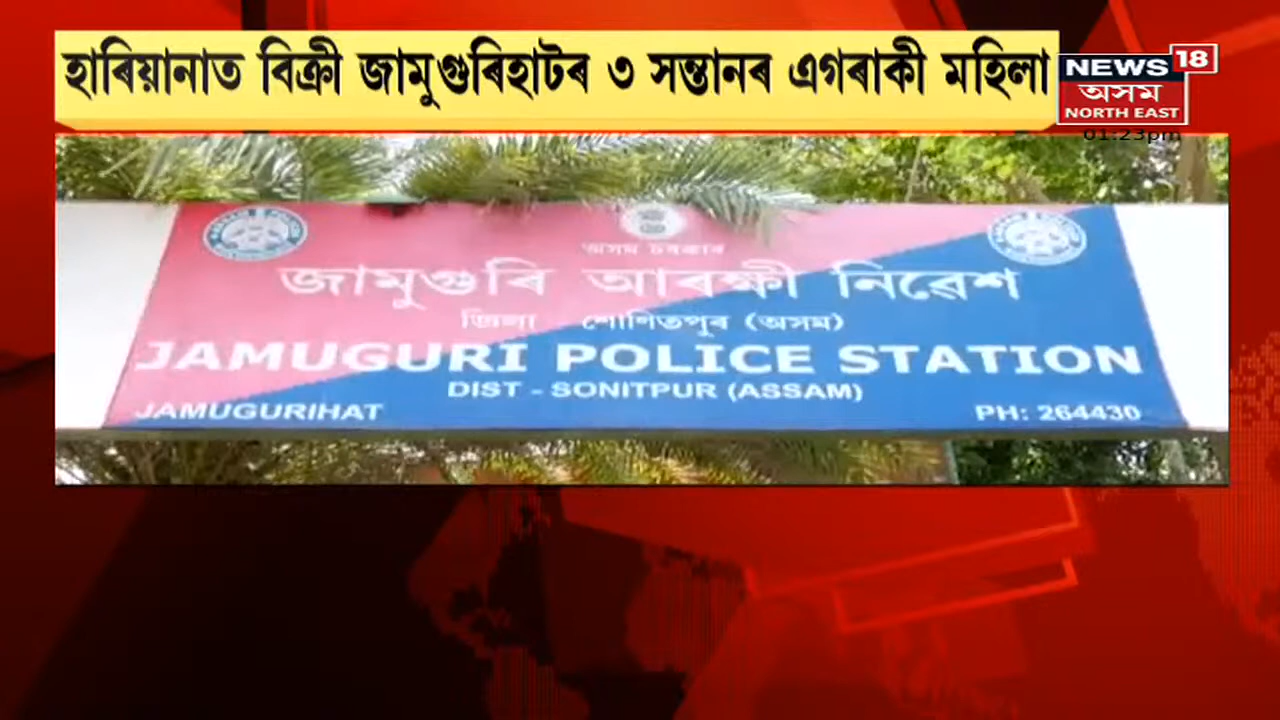 হাৰিয়ানাত বিক্ৰী জামুগুৰিহাটৰ ৩ সন্তানৰ এগৰাকী মহিলা
NEWS 18
অসম
NORTH EAST
01:23pm
অসম চৰকাৰ
জামুগুৰি আৰক্ষী নিৱেশ
জিলা শোণিতপুৰ (অসম)
JAMUGURI POLICE STATION
DIST - SONITPUR (ASSAM)
JAMUGURIHAT PH: 264430